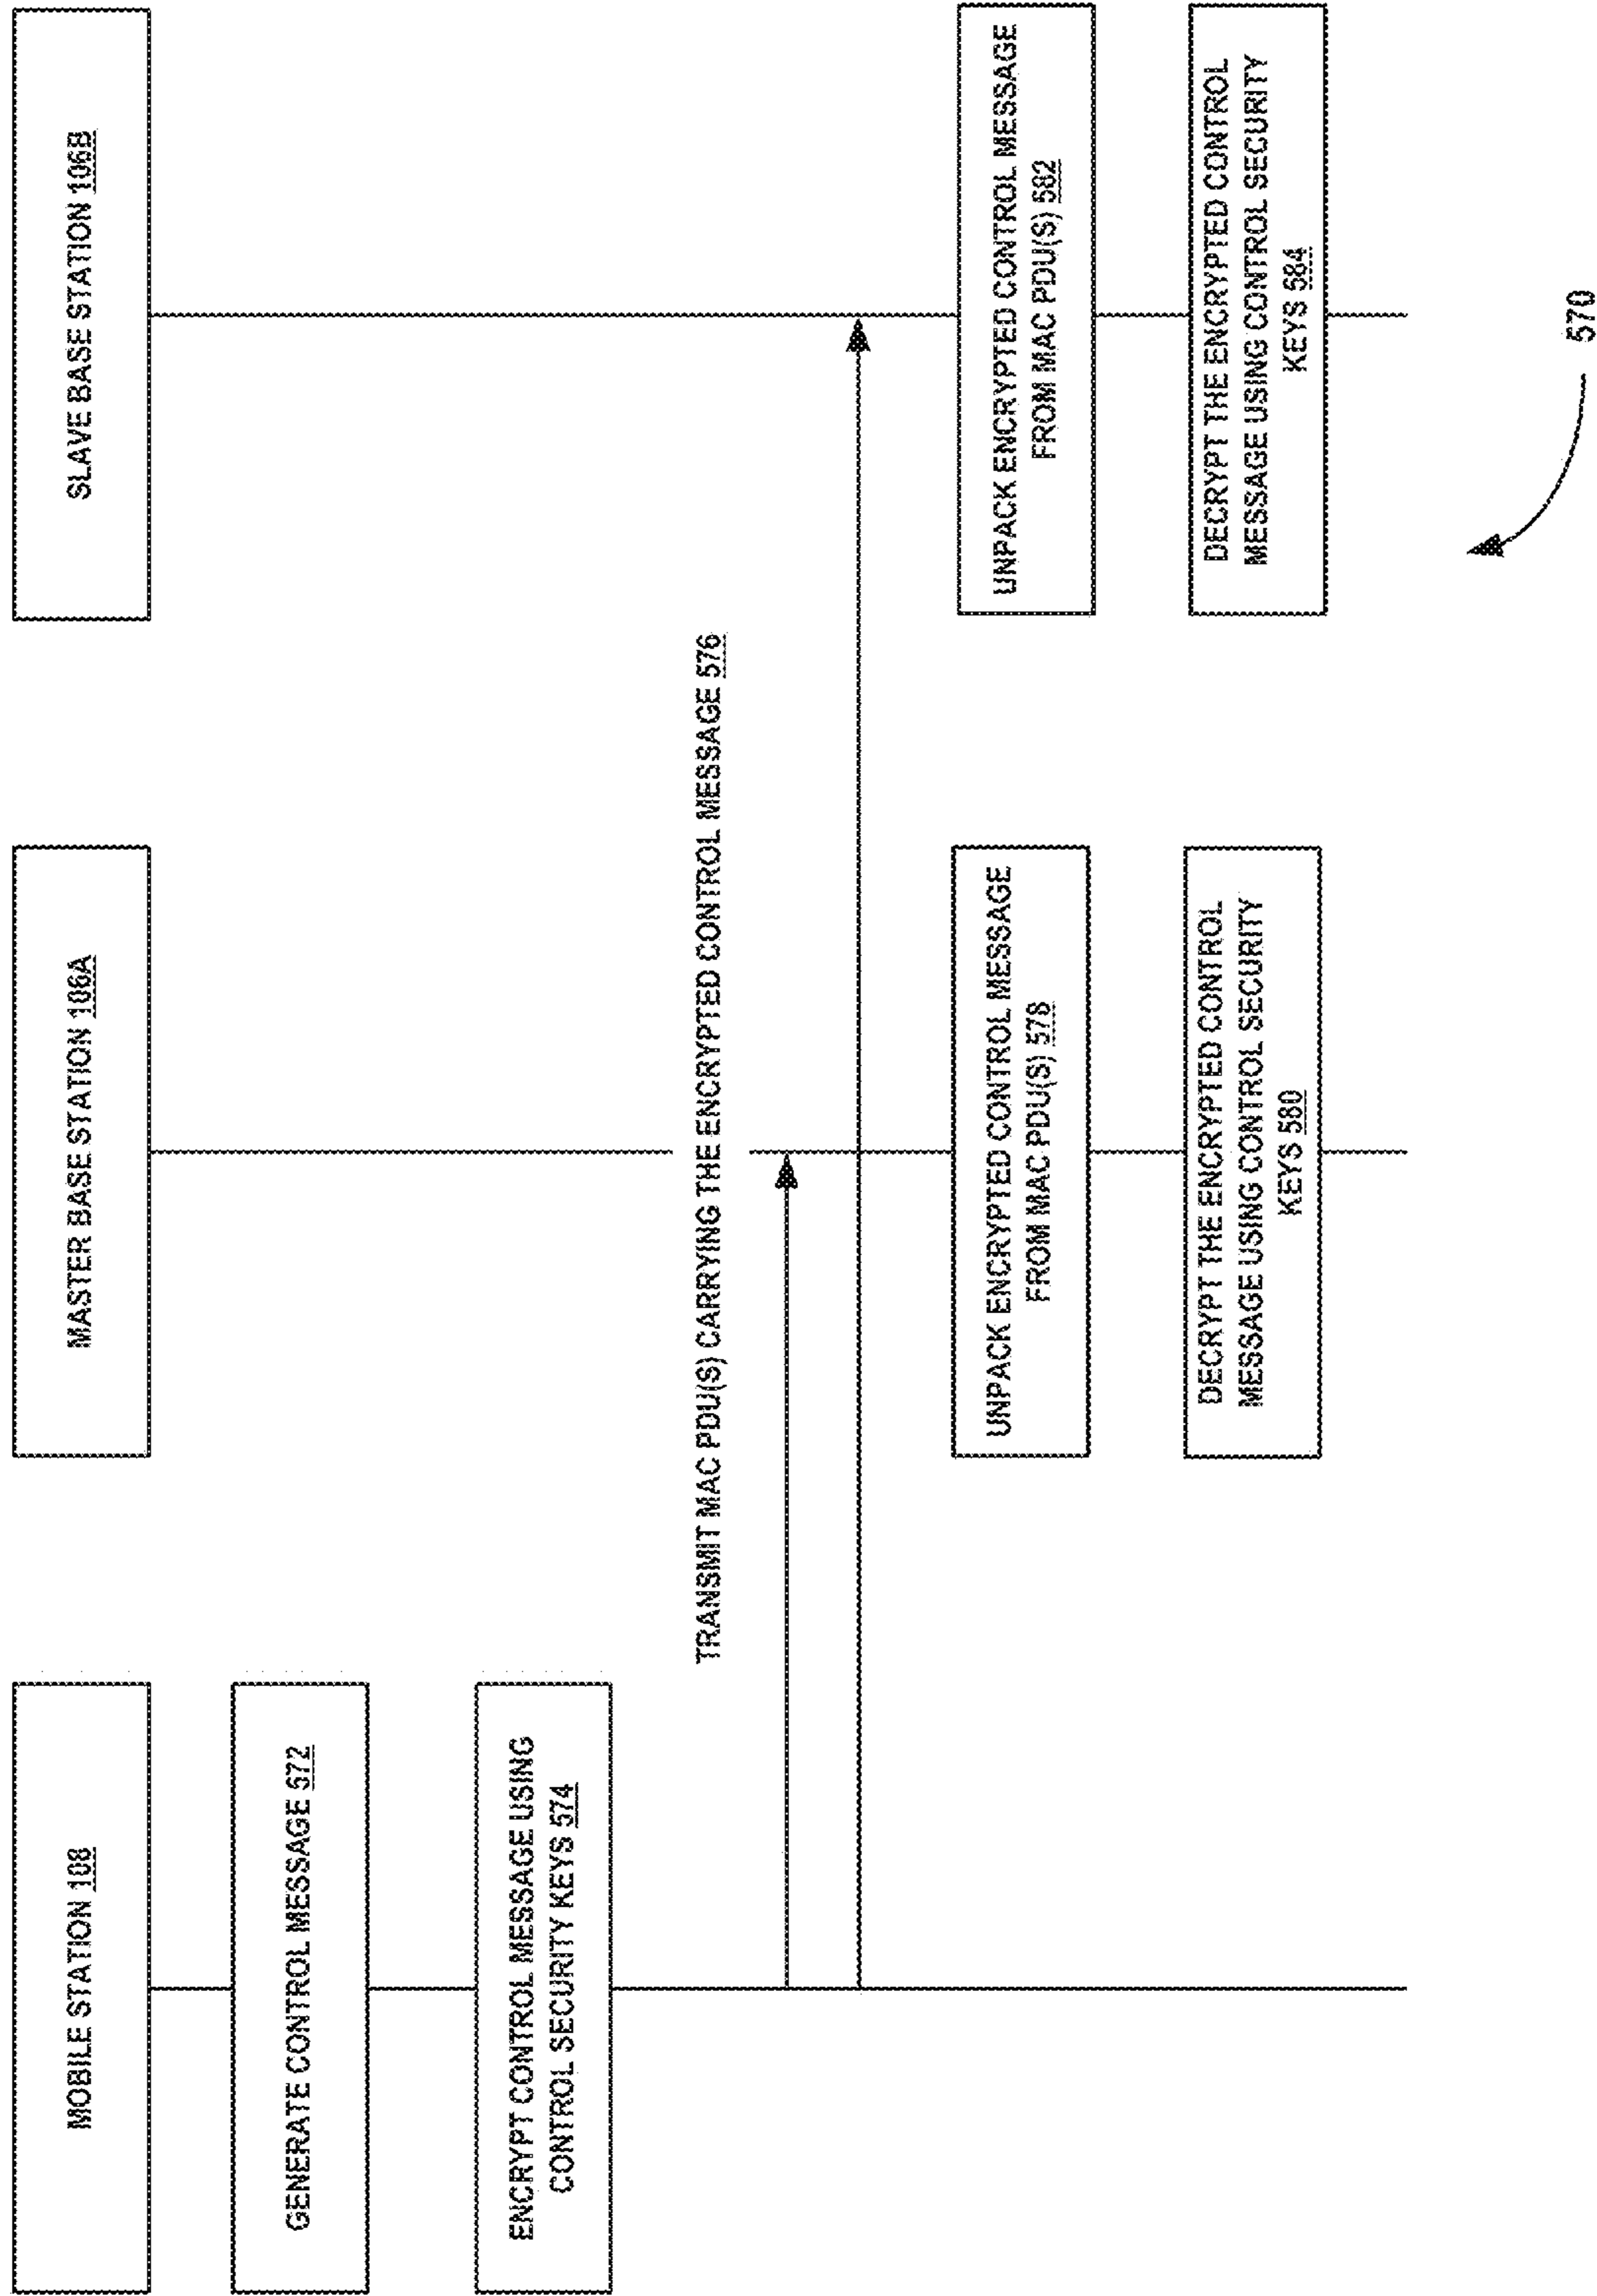 MOBILE STATION 108
MASTER BASE STATION 106A
SLAVE BASE STATION 106B
GENERATE CONTROL MESSAGE 572
ENCRYPT CONTROL MESSAGE USING
CONTROL SECURITY KEYS 574
TRANSMIT MAC PDU(S) CARRYING THE ENCRYPTED CONTROL MESSAGE 576
UNPACK ENCRYPTED CONTROL MESSAGE
FROM MAC PDU(S) 578
UNPACK ENCRYPTED CONTROL MESSAGE
FROM MAC PDU(S) 582
DECRYPT THE ENCRYPTED CONTROL
MESSAGE USING CONTROL SECURITY
KEYS 580
DECRYPT THE ENCRYPTED CONTROL
MESSAGE USING CONTROL SECURITY
KEYS 584
570